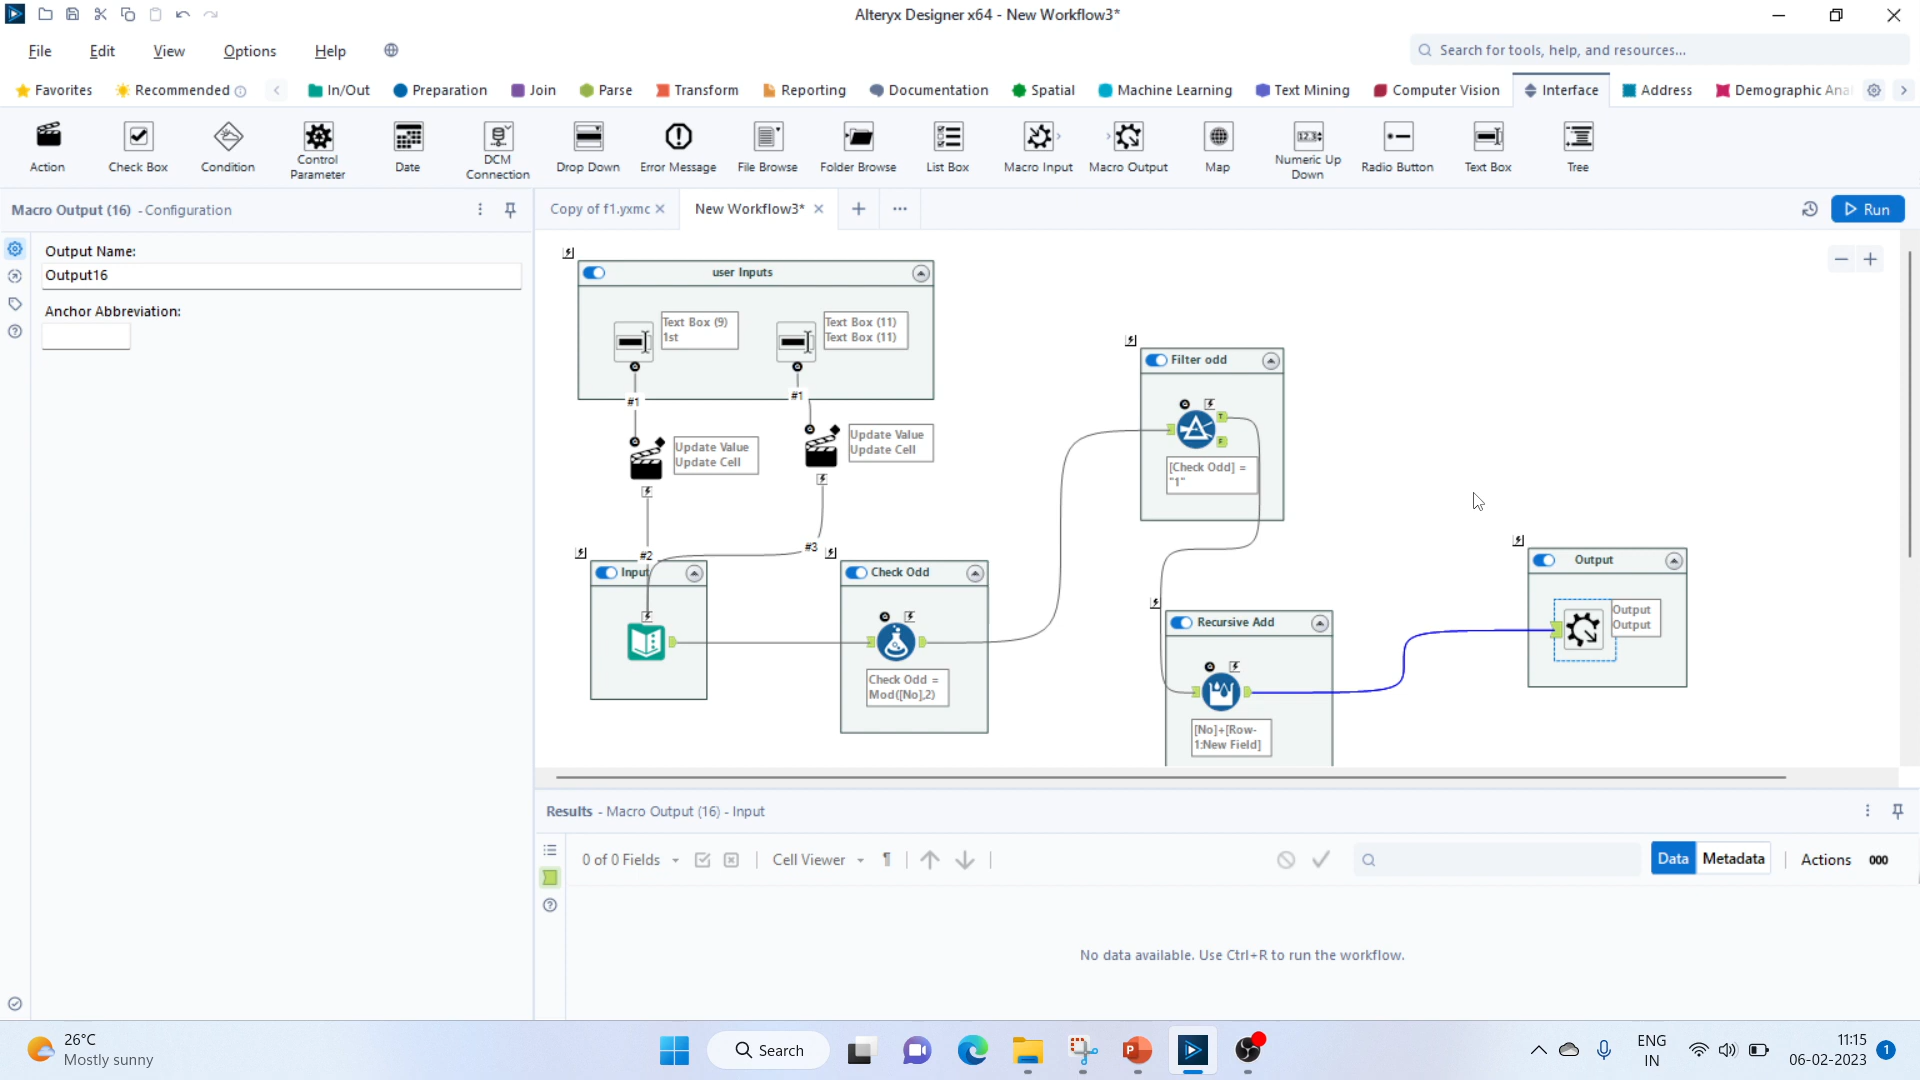 Alteryx Designer x64 - New Workflow3*
File Edit View Options Help
Search for tools, help, and resources...
Favorites Recommended In/Out Preparation Join Parse Transform Reporting Documentation Spatial Machine Learning Text Mining Computer Vision Interface Address Demographic Ana
Action Check Box Condition Control Parameter Date DCM Connection Drop Down Error Message File Browse Folder Browse List Box Macro Input Macro Output Map Numeric Up Down Radio Button Text Box Tree
Macro Output (16) - Configuration
Copy of f1.yxmc New Workflow3* Run
Output Name:
Output16
Anchor Abbreviation:
user Inputs
Text Box (9)
1st
Text Box (11)
Text Box (11)
#1
#1
Update Value
Update Cell
Update Value
Update Cell
#2
#3
Input
Check Odd
Check Odd =
Mod([No],2)
Filter odd
T
F
[Check Odd] =
"1"
Recursive Add
[No]+[Row-
1:New Field]
Output
Output
Output
Results - Macro Output (16) - Input
0 of 0 Fields Cell Viewer Data Metadata Actions 000
No data available. Use Ctrl+R to run the workflow.
26°C
Mostly sunny
Search
ENG
IN
11:15
06-02-2023
1